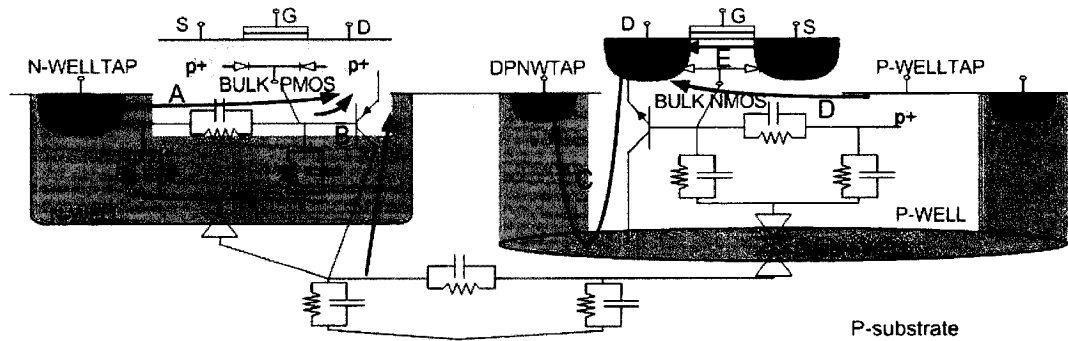 G
S
D
p+
p+
N-WELLTAP
BULK-PMOS
A
B
D
G
S
E
DPNWTAP
BULK NMOS
P-WELLTAP
D
p+
C
P-WELL
P-substrate